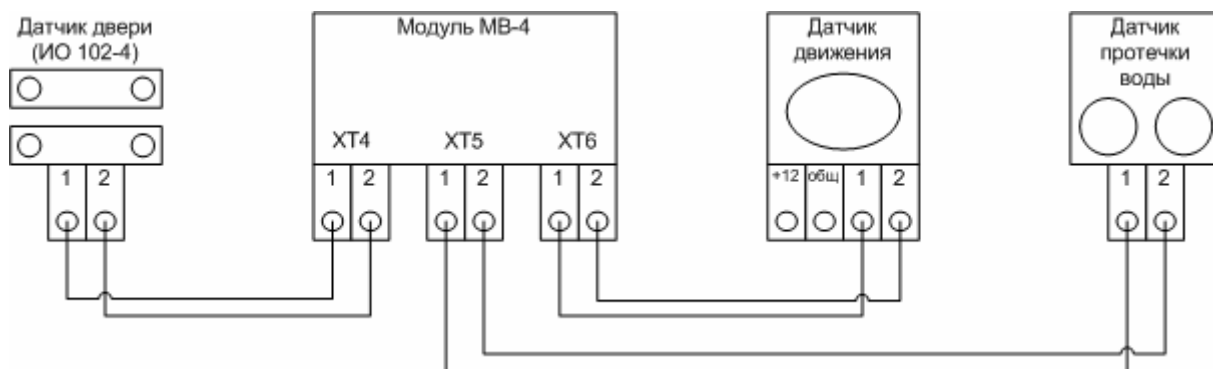 Датчик двери
(ИО 102-4)
Модуль МВ-4
Датчик
движения
Датчик
протечки
воды
XT4
XT5
XT6
1 2
1 2
1 2
1 2
+12 общ 1 2
1 2